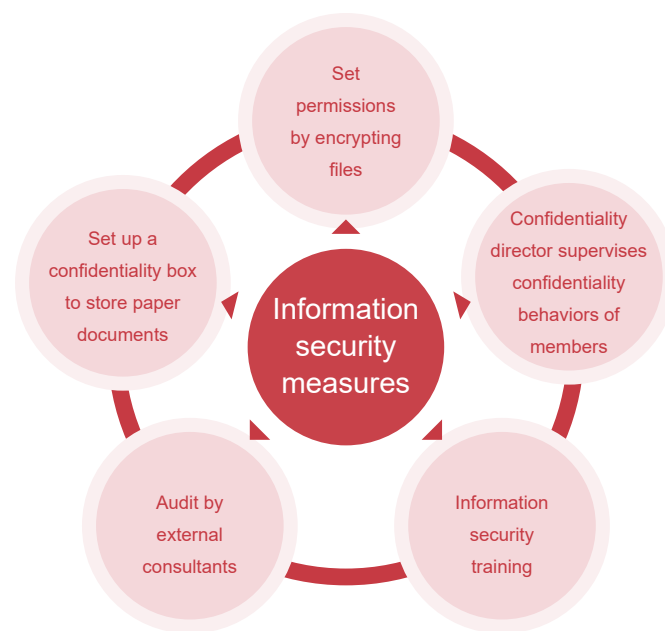 Set
permissions
by encrypting
files
Confidentiality
director supervises
confidentiality
behaviors of
members
Information
security
training
Audit by
external
consultants
Set up a
confidentiality box
to store paper
documents
Information
security
measures